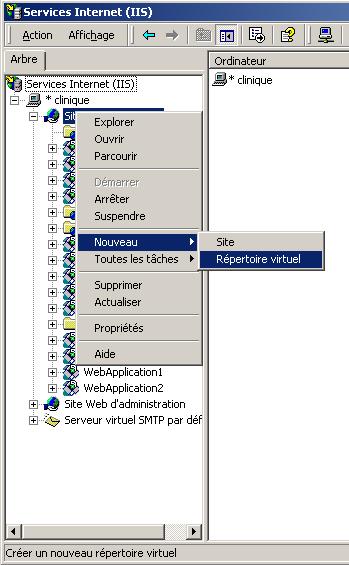 Services Internet (IIS)
Action Affichage
Arbre
Ordinateur
Services Internet (IIS)
* clinique
* clinique
Explorer
Ouvrir
Parcourir
Démarrer
Arrêter
Suspendre
Nouveau
Site
Toutes les tâches
Répertoire virtuel
Supprimer
Actualiser
Propriétés
Aide
WebApplication1
WebApplication2
Site Web d'administration
Serveur virtuel SMTP par déf
Créer un nouveau répertoire virtuel